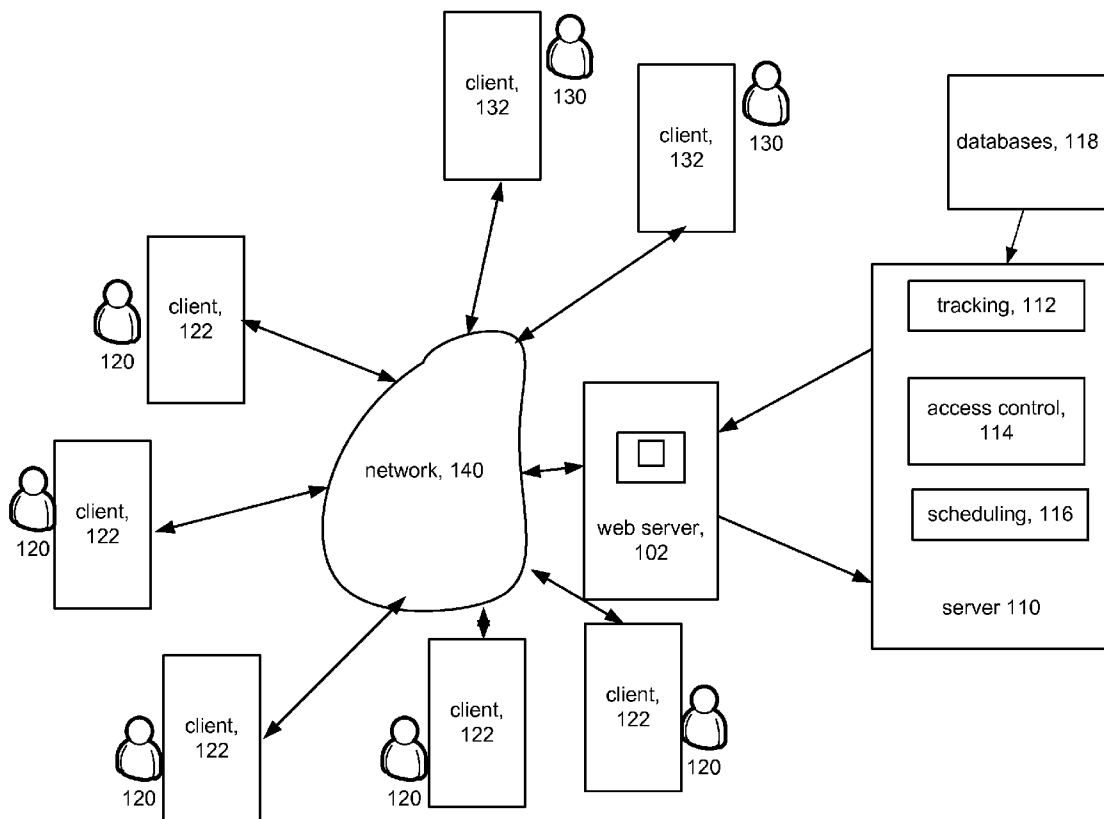 client,
132
130
client,
132
130
databases, 118
client,
122
120
tracking, 112
access control,
114
scheduling, 116
server 110
network, 140
web server,
102
client,
122
120
client,
122
120
client,
122
120
client,
122
120